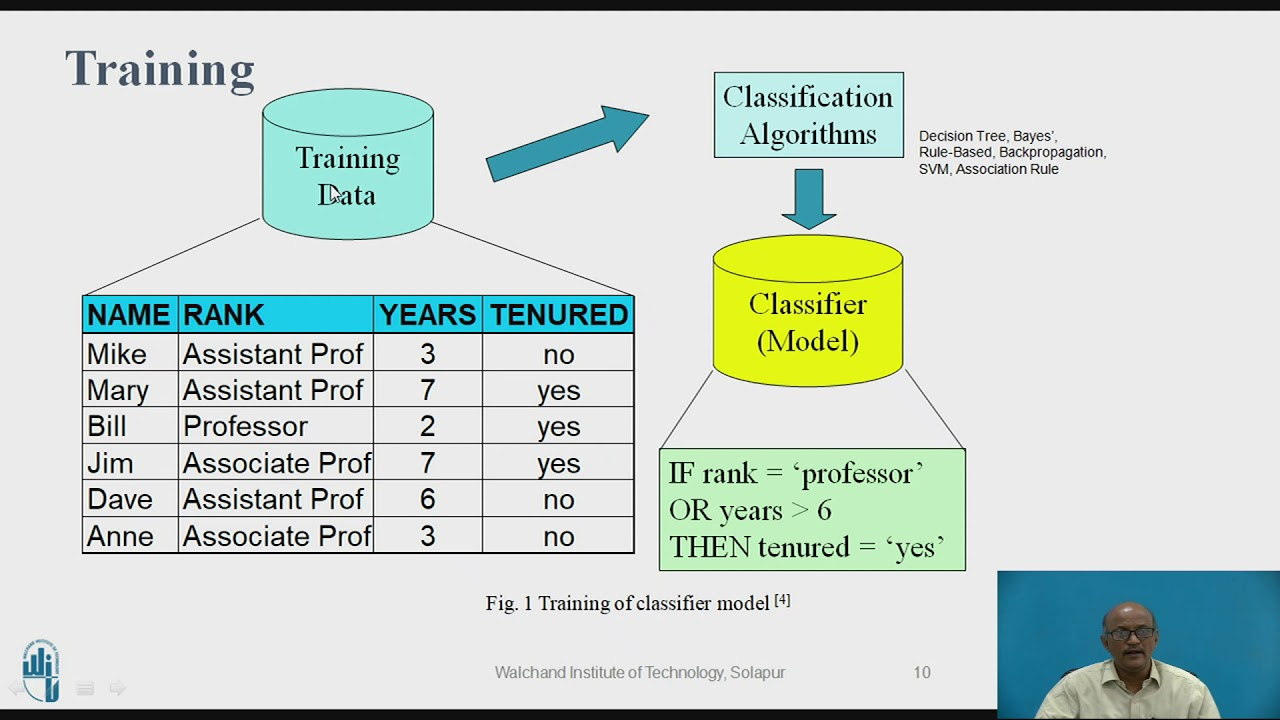 Training
Training
Data
Classification
Algorithms
Decision Tree, Bayes',
Rule-Based, Backpropagation,
SVM, Association Rule
Classifier
(Model)
NAME RANK YEARS TENURED
Mike Assistant Prof 3 no
Mary Assistant Prof 7 yes
Bill Professor 2 yes
Jim Associate Prof 7 yes
Dave Assistant Prof 6 no
Anne Associate Prof 3 no
IF rank = ‘professor’
OR years > 6
THEN tenured = ‘yes’
Fig. 1 Training of classifier model [4]
Walchand Institute of Technology, Solapur 10